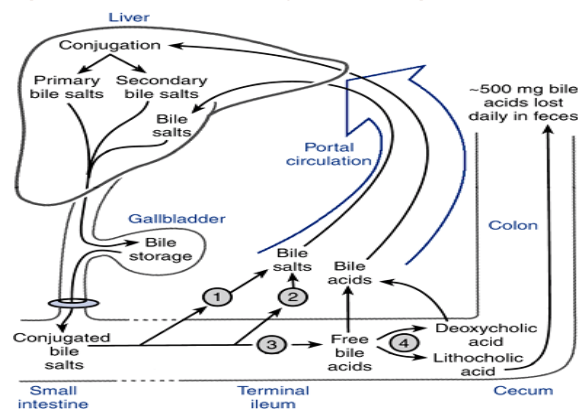 Liver
Conjugation
Primary
bile salts
Secondary
bile salts
Bile
salts
~500 mg bile
acids lost
daily in feces
Portal
circulation
Gallbladder
Bile
storage
Colon
Bile
salts
Bile
acids
1
2
Conjugated
bile
salts
3
Free
bile
acids
4
Deoxycholic
acid
Lithocholic
acid
Small
intestine
Terminal
ileum
Cecum